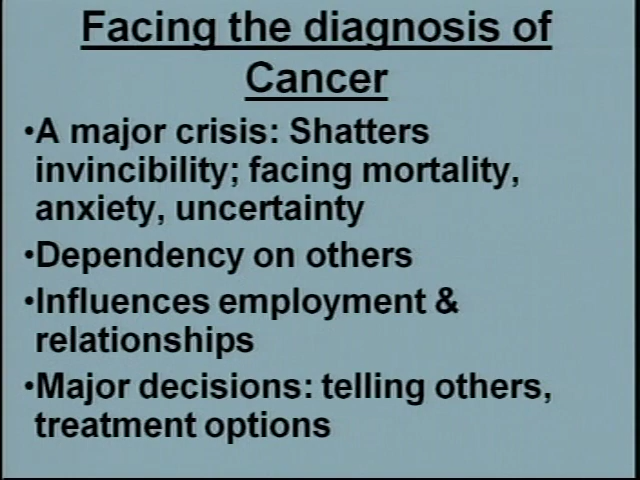 Facing the diagnosis of
Cancer
•A major crisis: Shatters
invincibility; facing mortality,
anxiety, uncertainty
•Dependency on others
•Influences employment &
relationships
•Major decisions: telling others,
treatment options